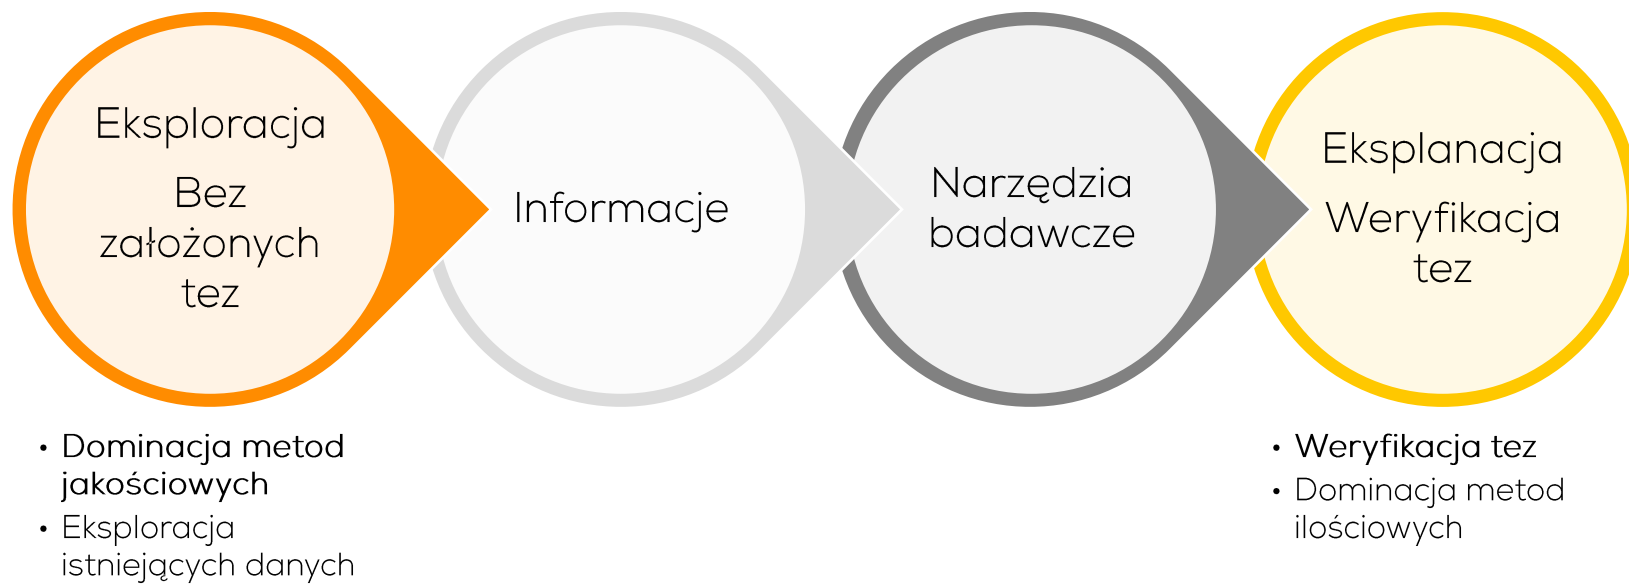 Eksploracja
Bez
założonych
tez
Informacje
Narzędzia
badawcze
Eksplanacja
Weryfikacja
tez
• Dominacja metod
jakościowych
• Eksploracja
istniejących danych
• Weryfikacja tez
• Dominacja metod
ilościowych